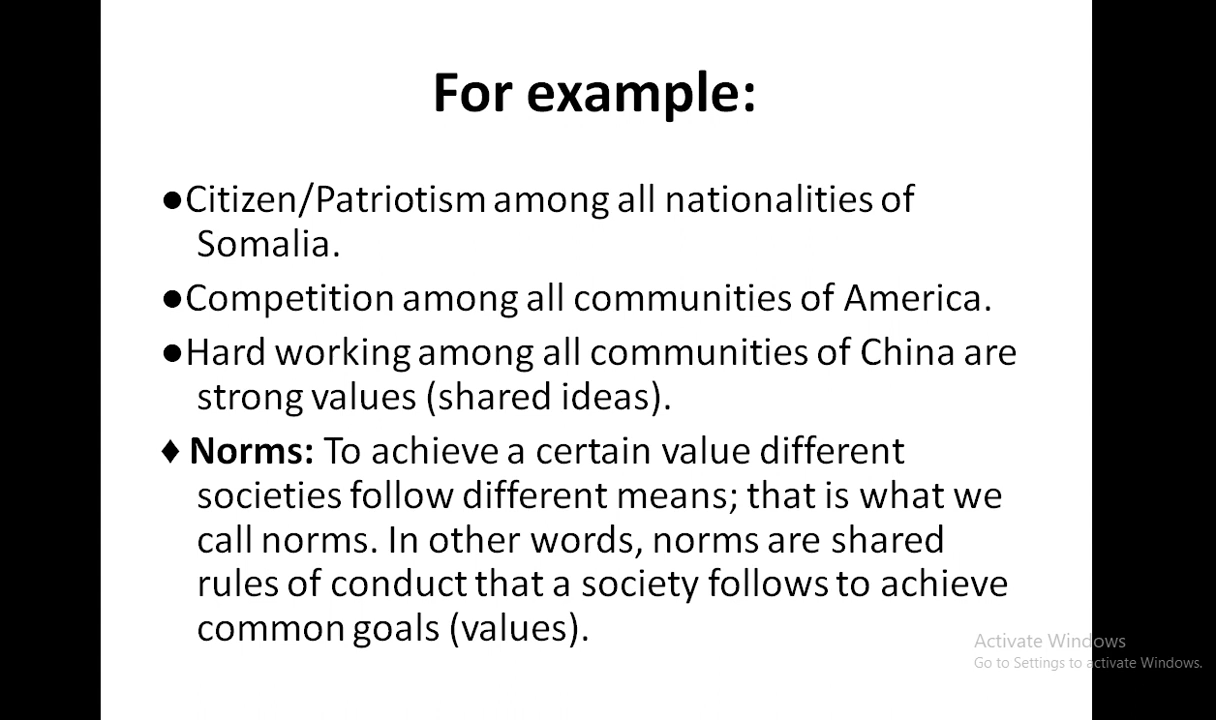 For example:
●Citizen/Patriotism among all nationalities of
Somalia.
●Competition among all communities of America.
●Hard working among all communities of China are
strong values (shared ideas).
♦ Norms: To achieve a certain value different
societies follow different means; that is what we
call norms. In other words, norms are shared
rules of conduct that a society follows to achieve
common goals (values).
Activate Windows
Go to Settings to activate Windows.